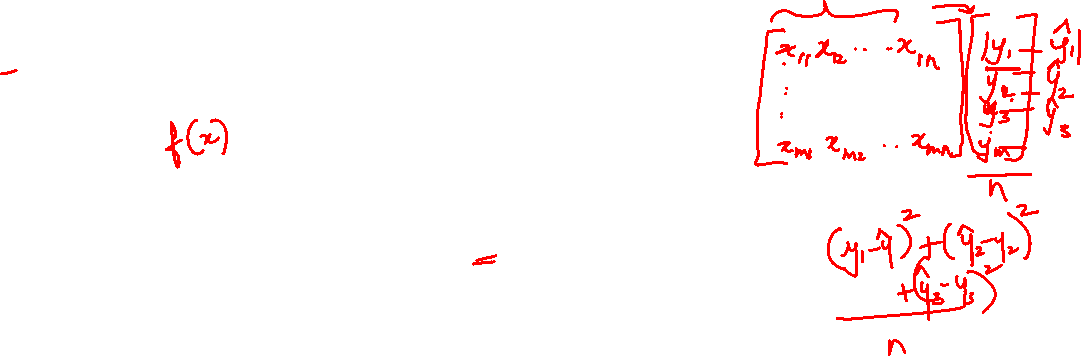 x₁₁ x₁₂ ⋯ x₁ₙ |y₁ - ŷ₁|
⋮ y₂ - ŷ₂
y₃ - ŷ₃
f(x)
xₘ₁ xₘ₂ ⋯ xₘₙ yₘ
n
(y₁-ŷ)² + (ŷ₂-y₂)²
=
+(ŷ₃-y₃)²
n